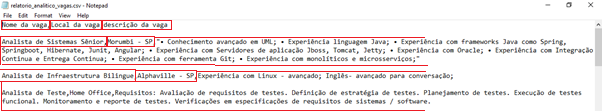 relatorio_analitico_vagas.csv - Notepad
File Edit Format View Help
Nome da vaga,Local da vaga,descrição da vaga
Analista de Sistemas Sênior,Morumbi - SP,"• Conhecimento avançado em UML; • Experiência linguagem Java; • Experiência com frameworks Java como Spring,
Springboot, Hibernate, Junit, Angular; • Experiência com Servidores de aplicação Jboss, Tomcat, Jetty; • Experiência com Oracle; • Experiência com Integração
Continua e Entrega Continua; • Experiência com ferramenta Git; • Experiência com monolíticos e microserviços;"
Analista de Infraestrutura Bilíngue,Alphaville - SP,Experiência com Linux - avançado; Inglês- avançado para conversação;
Analista de Teste,Home Office,Requisitos: Avaliação de requisitos de testes. Definição de estratégia de testes. Planejamento de testes. Execução de testes
funcional. Monitoramento e reporte de testes. Verificações em especificações de requisitos de sistemas / software.